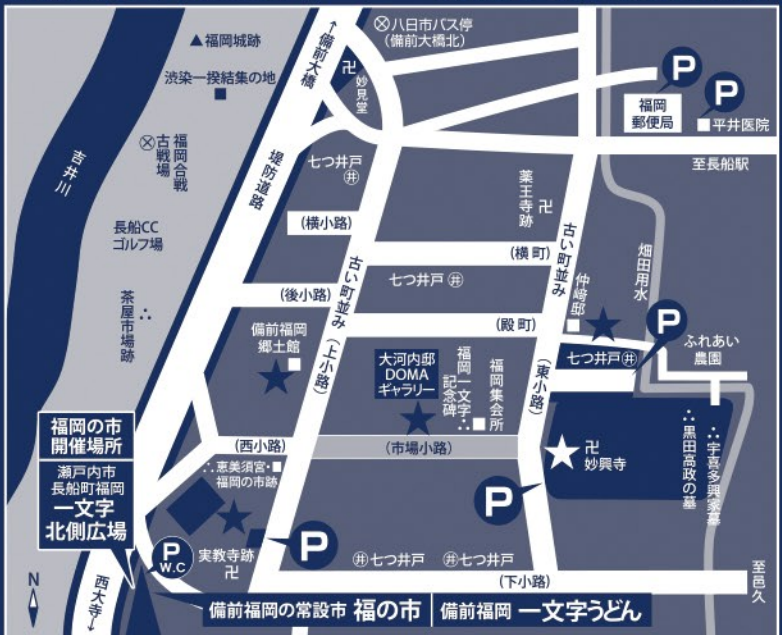 ▲福岡城跡
渋染一揆結集の地
↑備前大橋
八日市バス停
(備前大橋北)
卍
妙見堂
P
福岡
郵便局
P
平井医院
至長船駅
吉井川
福岡合戦
古戦場
堤防道路
七つ井戸
井
薬王寺跡
卍
長船CC
ゴルフ場
(横小路)
古い町並み
(上小路)
(横町)
古い町並み
(東小路)
畑田用水
七つ井戸 井
仲﨑邸
(後小路)
(殿町)
茶屋市場跡
∴
備前福岡
郷土館
P
ふれあい
農園
七つ井戸 井
大河内邸
DOMA
ギャラリー
福岡一文字
記念碑
∴
福岡集会所
福岡の市
開催場所
瀬戸内市
長船町福岡
一文字
北側広場
(西小路)
(市場小路)
卍
妙興寺
∴黒田高政の墓
∴宇喜多興家墓
∴恵美須宮・
福岡の市跡
P
P
実教寺跡
卍
P
W.C
井 七つ井戸
井 七つ井戸
(下小路)
至邑久
N
西大寺↓
備前福岡の常設市 福の市
備前福岡 一文字うどん